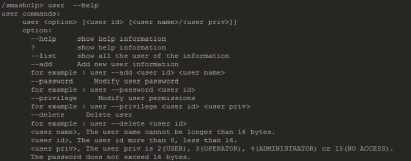 /smashclp> user --help
user commands:
user <option> [<user id> [<user name>/<user priv>]]
option:
--help show help information
? show help information
--list show all the user of the information
--add Add new user information
for example : user --add <user id> <user name>
--password Modify user password
for example : user --password <user id>
--privilege Modify user permissions
for example : user --privilege <user id> <user priv>
--delete Delete user
for example : user --delete <user id>
<user name>, The user name cannot be longer than 16 bytes.
<user id>, The user id more than 0, less than 16.
<user priv>, The user priv is 2(USER), 3(OPERATOR), 4(ADMINISTRATOR) or 15(NO ACCESS).
The password does not exceed 16 bytes.